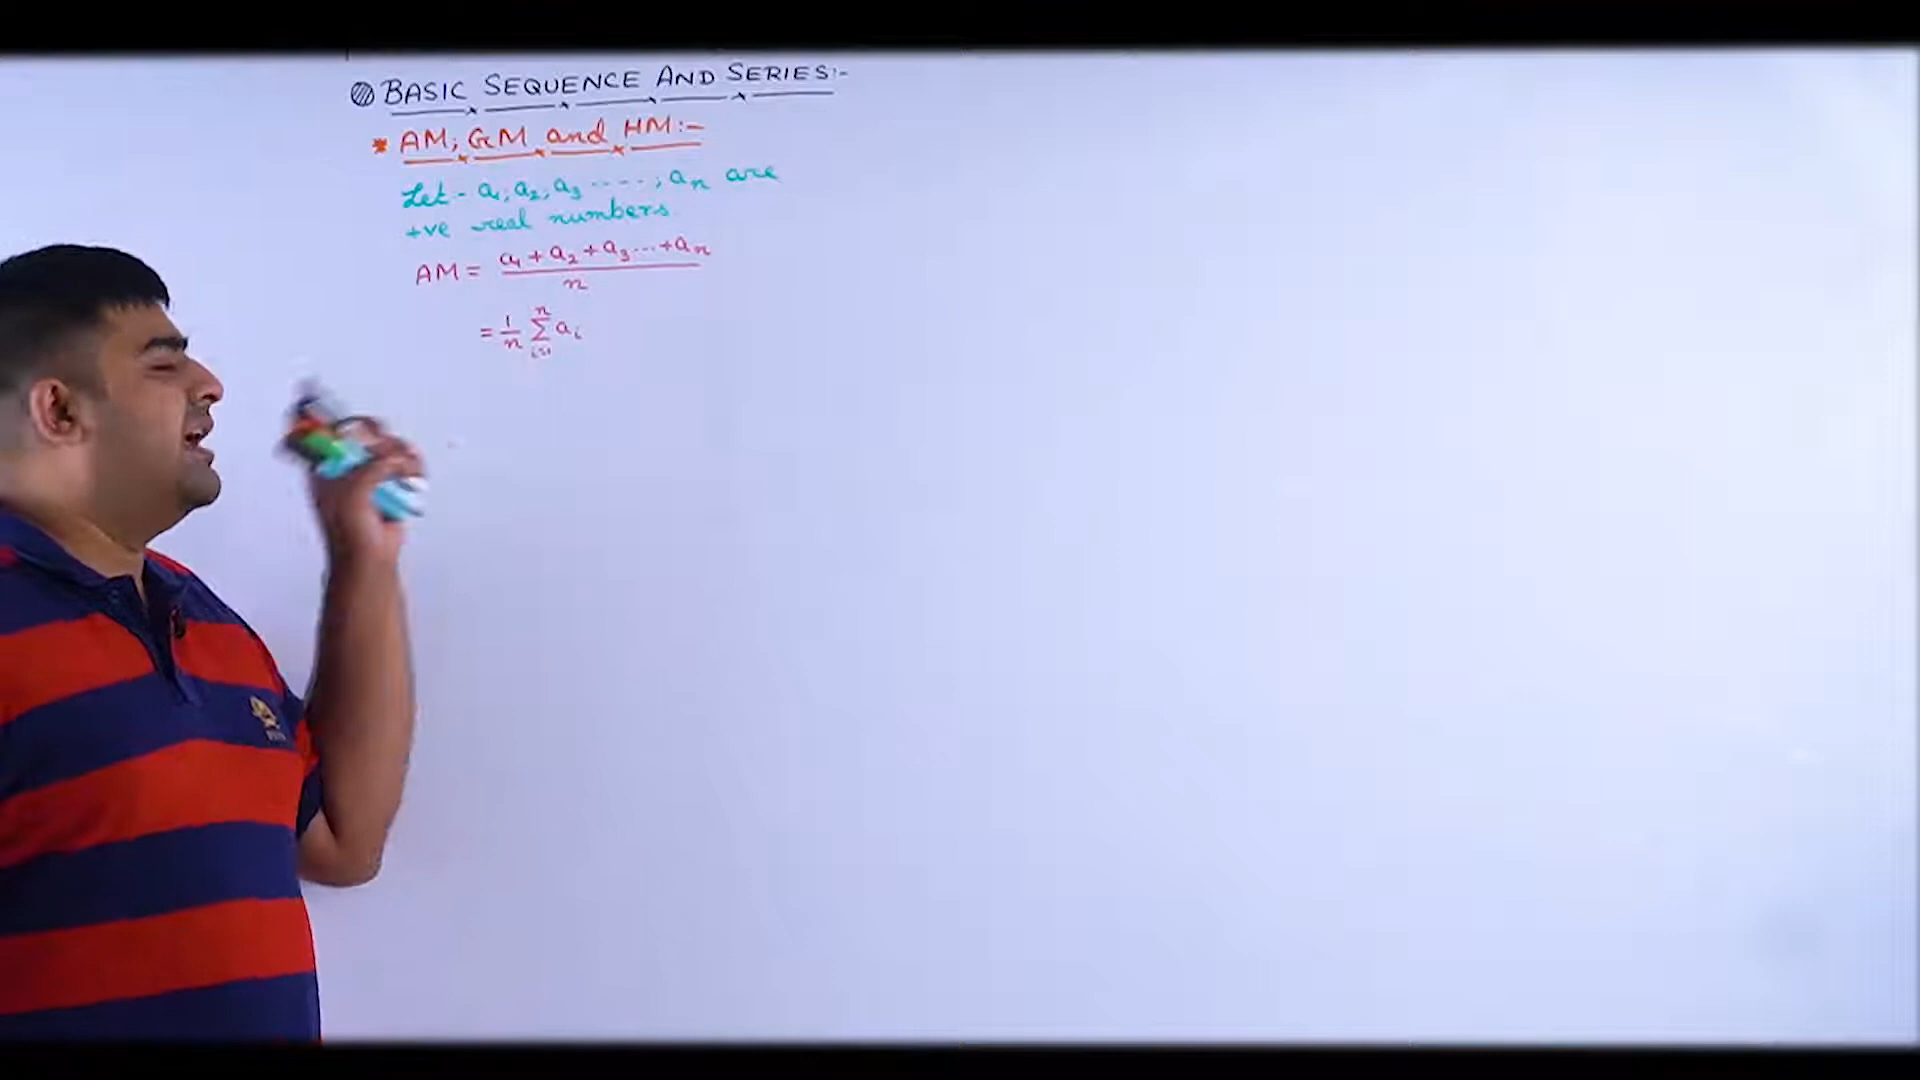 BASIC SEQUENCE AND SERIES:-
* AM; GM and HM:-
Let - a₁, a₂, a₃ ....., aₙ are
+ve real numbers.
AM = a₁ + a₂ + a₃ ... + aₙ
n
= 1/n n∑i=1 aᵢ